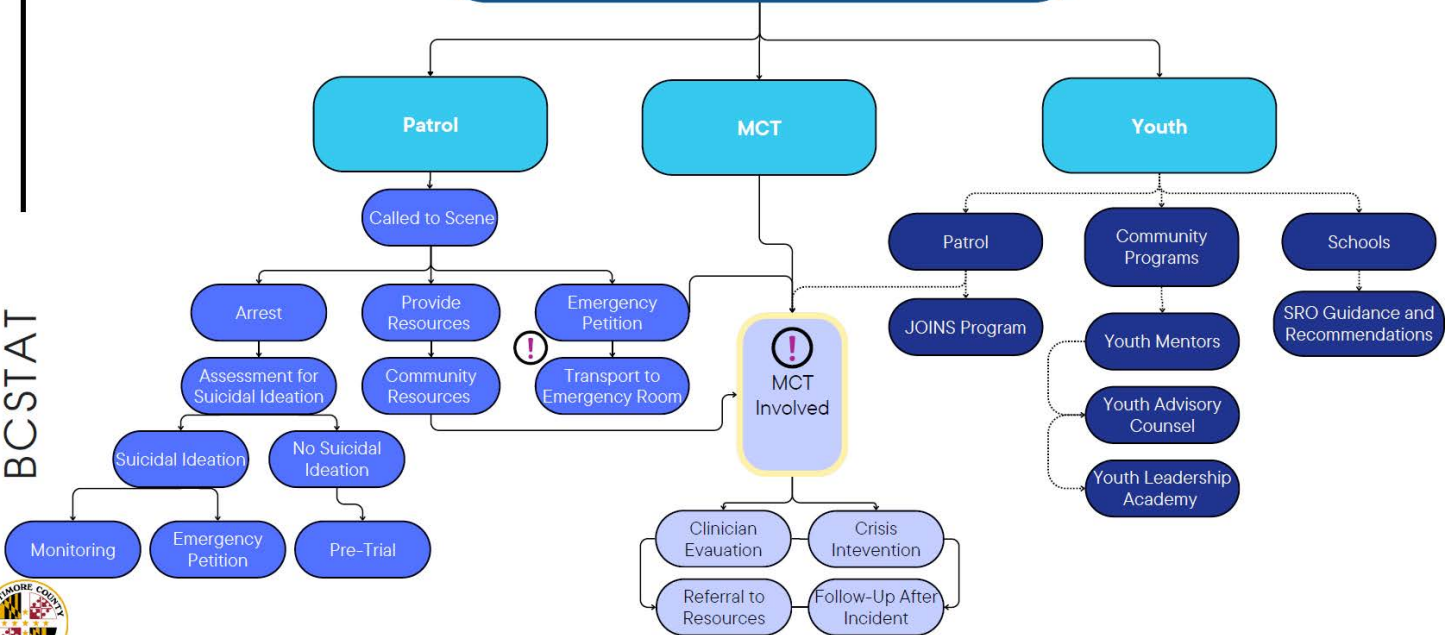 Patrol
MCT
Youth
Called to Scene
Patrol
Community
Programs
Schools
Arrest
Provide
Resources
Emergency
Petition
JOINS Program
SRO Guidance and
Recommendations
!
!
MCT
Involved
Youth Mentors
Assessment for
Suicidal Ideation
Community
Resources
Transport to
Emergency Room
Youth Advisory
Counsel
Suicidal Ideation
No Suicidal
Ideation
Youth Leadership
Academy
Monitoring
Emergency
Petition
Pre-Trial
Clinician
Evauation
Crisis
Intevention
Referral to
Resources
Follow-Up After
Incident
BCSTAT
TIMORE COUNTY